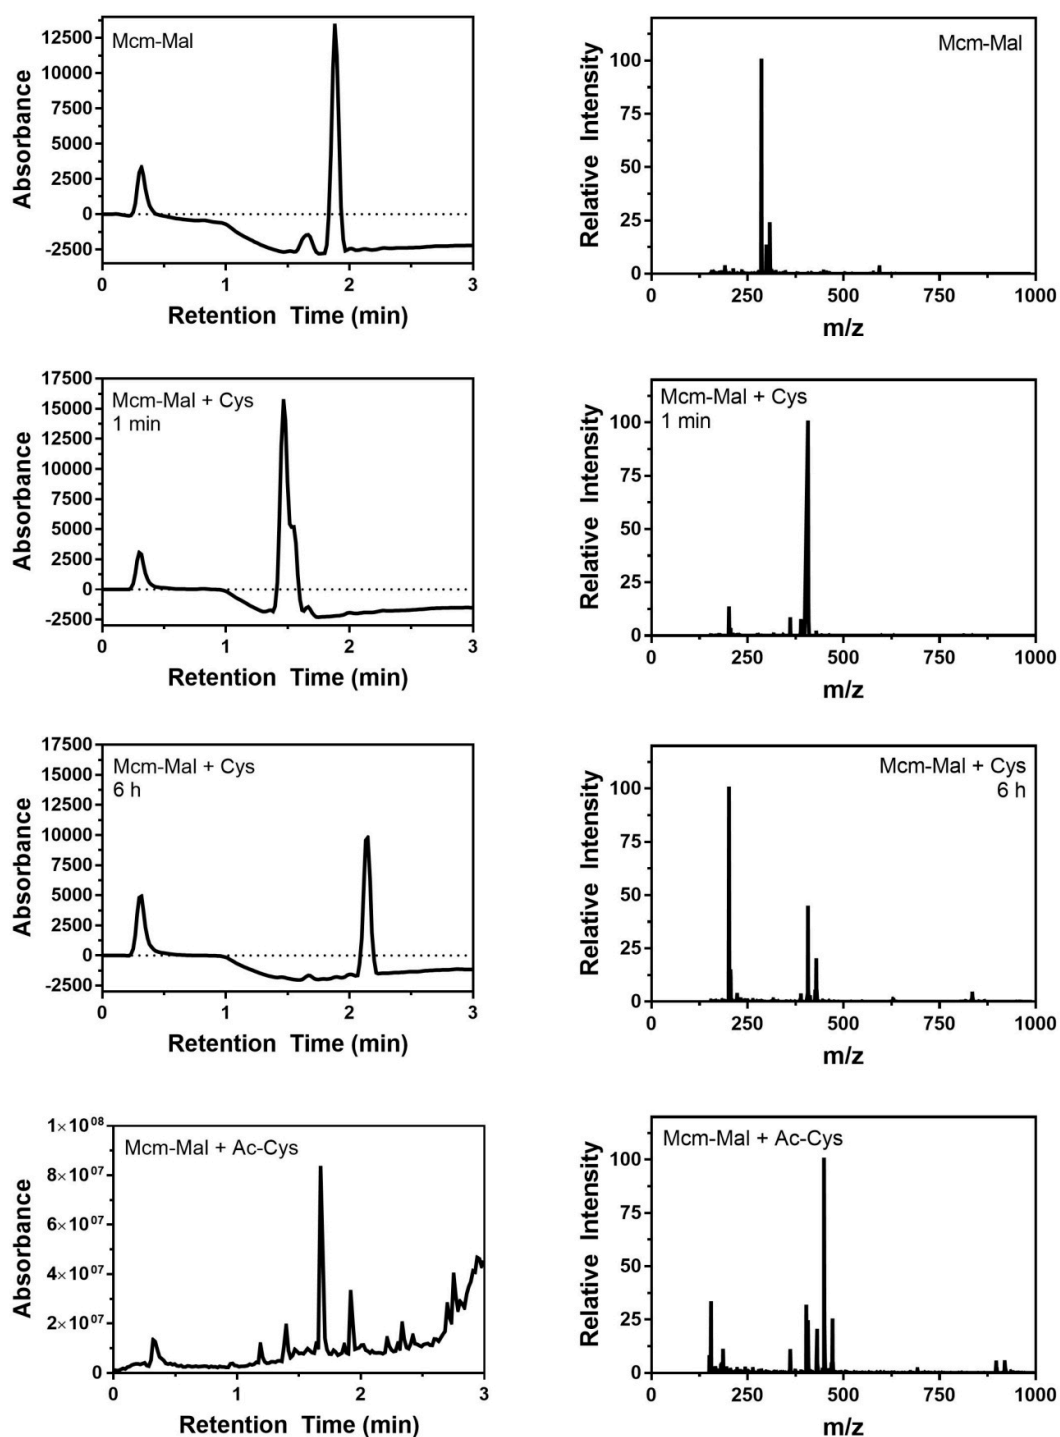 Mcm-Mal
Absorbance
12500
10000
7500
5000
2500
0
-2500
0 1 2 3
Retention Time (min)
Mcm-Mal
Relative Intensity
100
75
50
25
0
0 250 500 750 1000
m/z
Mcm-Mal + Cys
1 min
Absorbance
17500
15000
12500
10000
7500
5000
2500
0
-2500
0 1 2 3
Retention Time (min)
Mcm-Mal + Cys
1 min
Relative Intensity
100
75
50
25
0
0 250 500 750 1000
m/z
Mcm-Mal + Cys
6 h
Absorbance
17500
15000
12500
10000
7500
5000
2500
0
-2500
0 1 2 3
Retention Time (min)
Mcm-Mal + Cys
6 h
Relative Intensity
100
75
50
25
0
0 250 500 750 1000
m/z
Mcm-Mal + Ac-Cys
Absorbance
1×10⁰⁸
8×10⁰⁷
6×10⁰⁷
4×10⁰⁷
2×10⁰⁷
0
0 1 2 3
Retention Time (min)
Mcm-Mal + Ac-Cys
Relative Intensity
100
75
50
25
0
0 250 500 750 1000
m/z